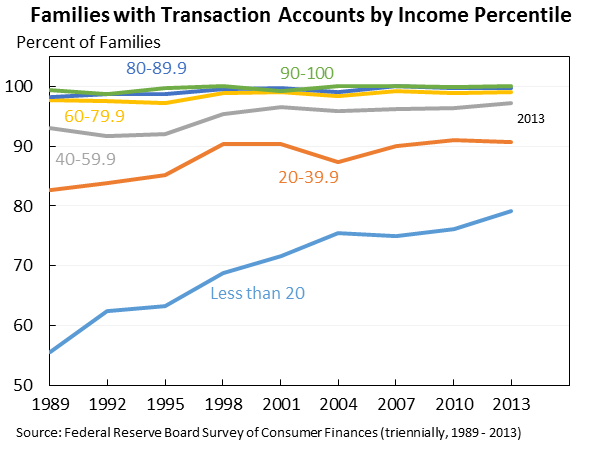 Families with Transaction Accounts by Income Percentile
Percent of Families
80-89.9
90-100
100
60-79.9
2013
90
40-59.9
20-39.9
80
70
Less than 20
60
50
1989 1992 1995 1998 2001 2004 2007 2010 2013
Source: Federal Reserve Board Survey of Consumer Finances (triennially, 1989 - 2013)